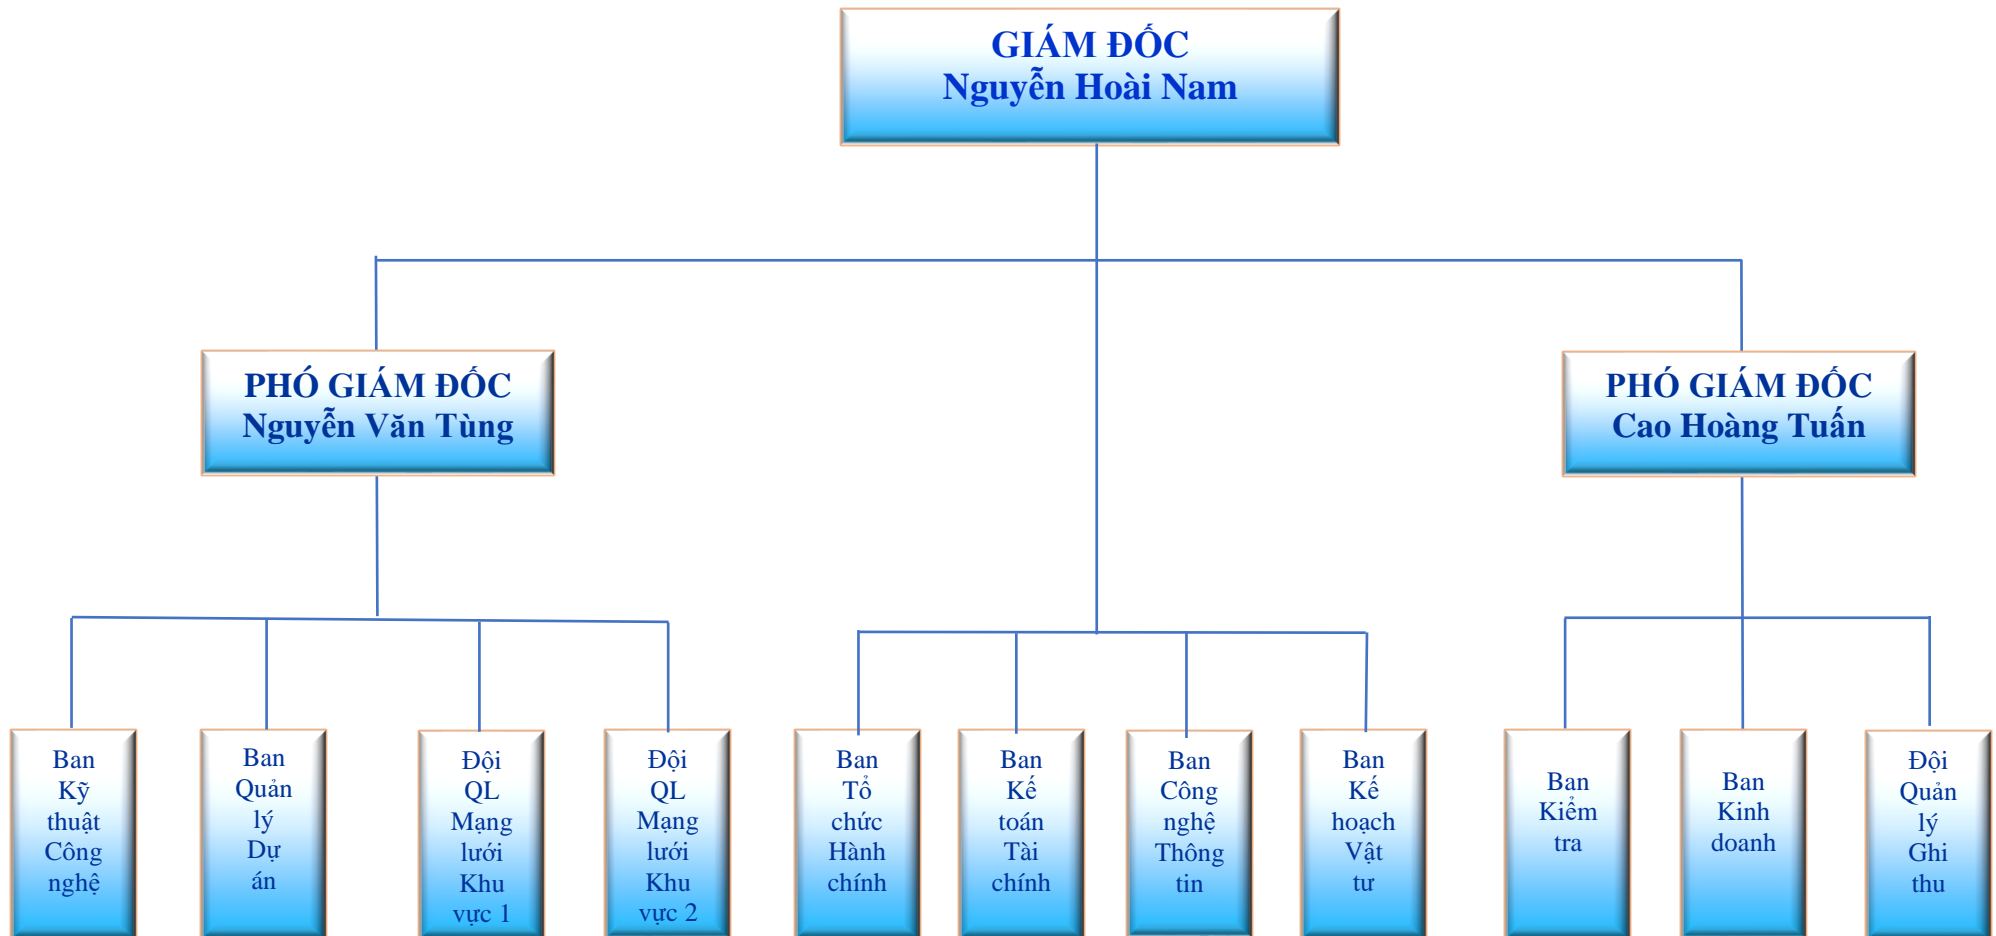 GIÁM ĐỐC
Nguyễn Hoài Nam
PHÓ GIÁM ĐỐC
Nguyễn Văn Tùng
PHÓ GIÁM ĐỐC
Cao Hoàng Tuấn
Ban
Kỹ
thuật
Công
nghệ
Ban
Quản
lý
Dự
án
Đội
QL
Mạng
lưới
Khu
vực 1
Đội
QL
Mạng
lưới
Khu
vực 2
Ban
Tổ
chức
Hành
chính
Ban
Kế
toán
Tài
chính
Ban
Công
nghệ
Thông
tin
Ban
Kế
hoạch
Vật
tư
Ban
Kiểm
tra
Ban
Kinh
doanh
Đội
Quản
lý
Ghi
thu